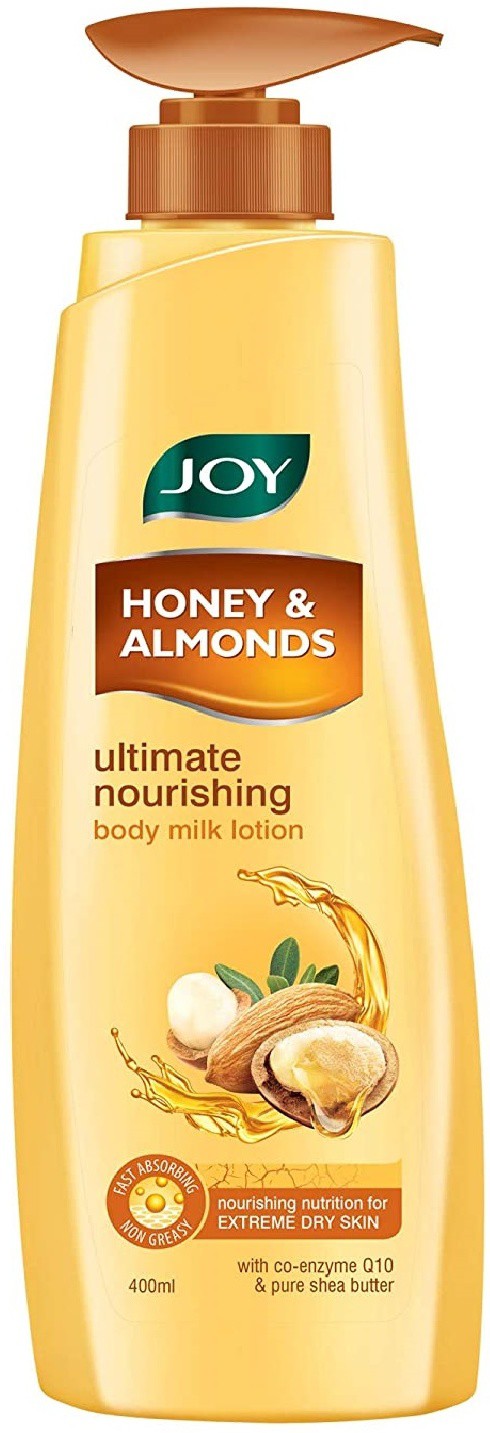 JOY
HONEY &
ALMONDS
ultimate
nourishing
body milk lotion
FAST ABSORBING
NON GREASY
nourishing nutrition for
EXTREME DRY SKIN
with co-enzyme Q10
& pure shea butter
400ml